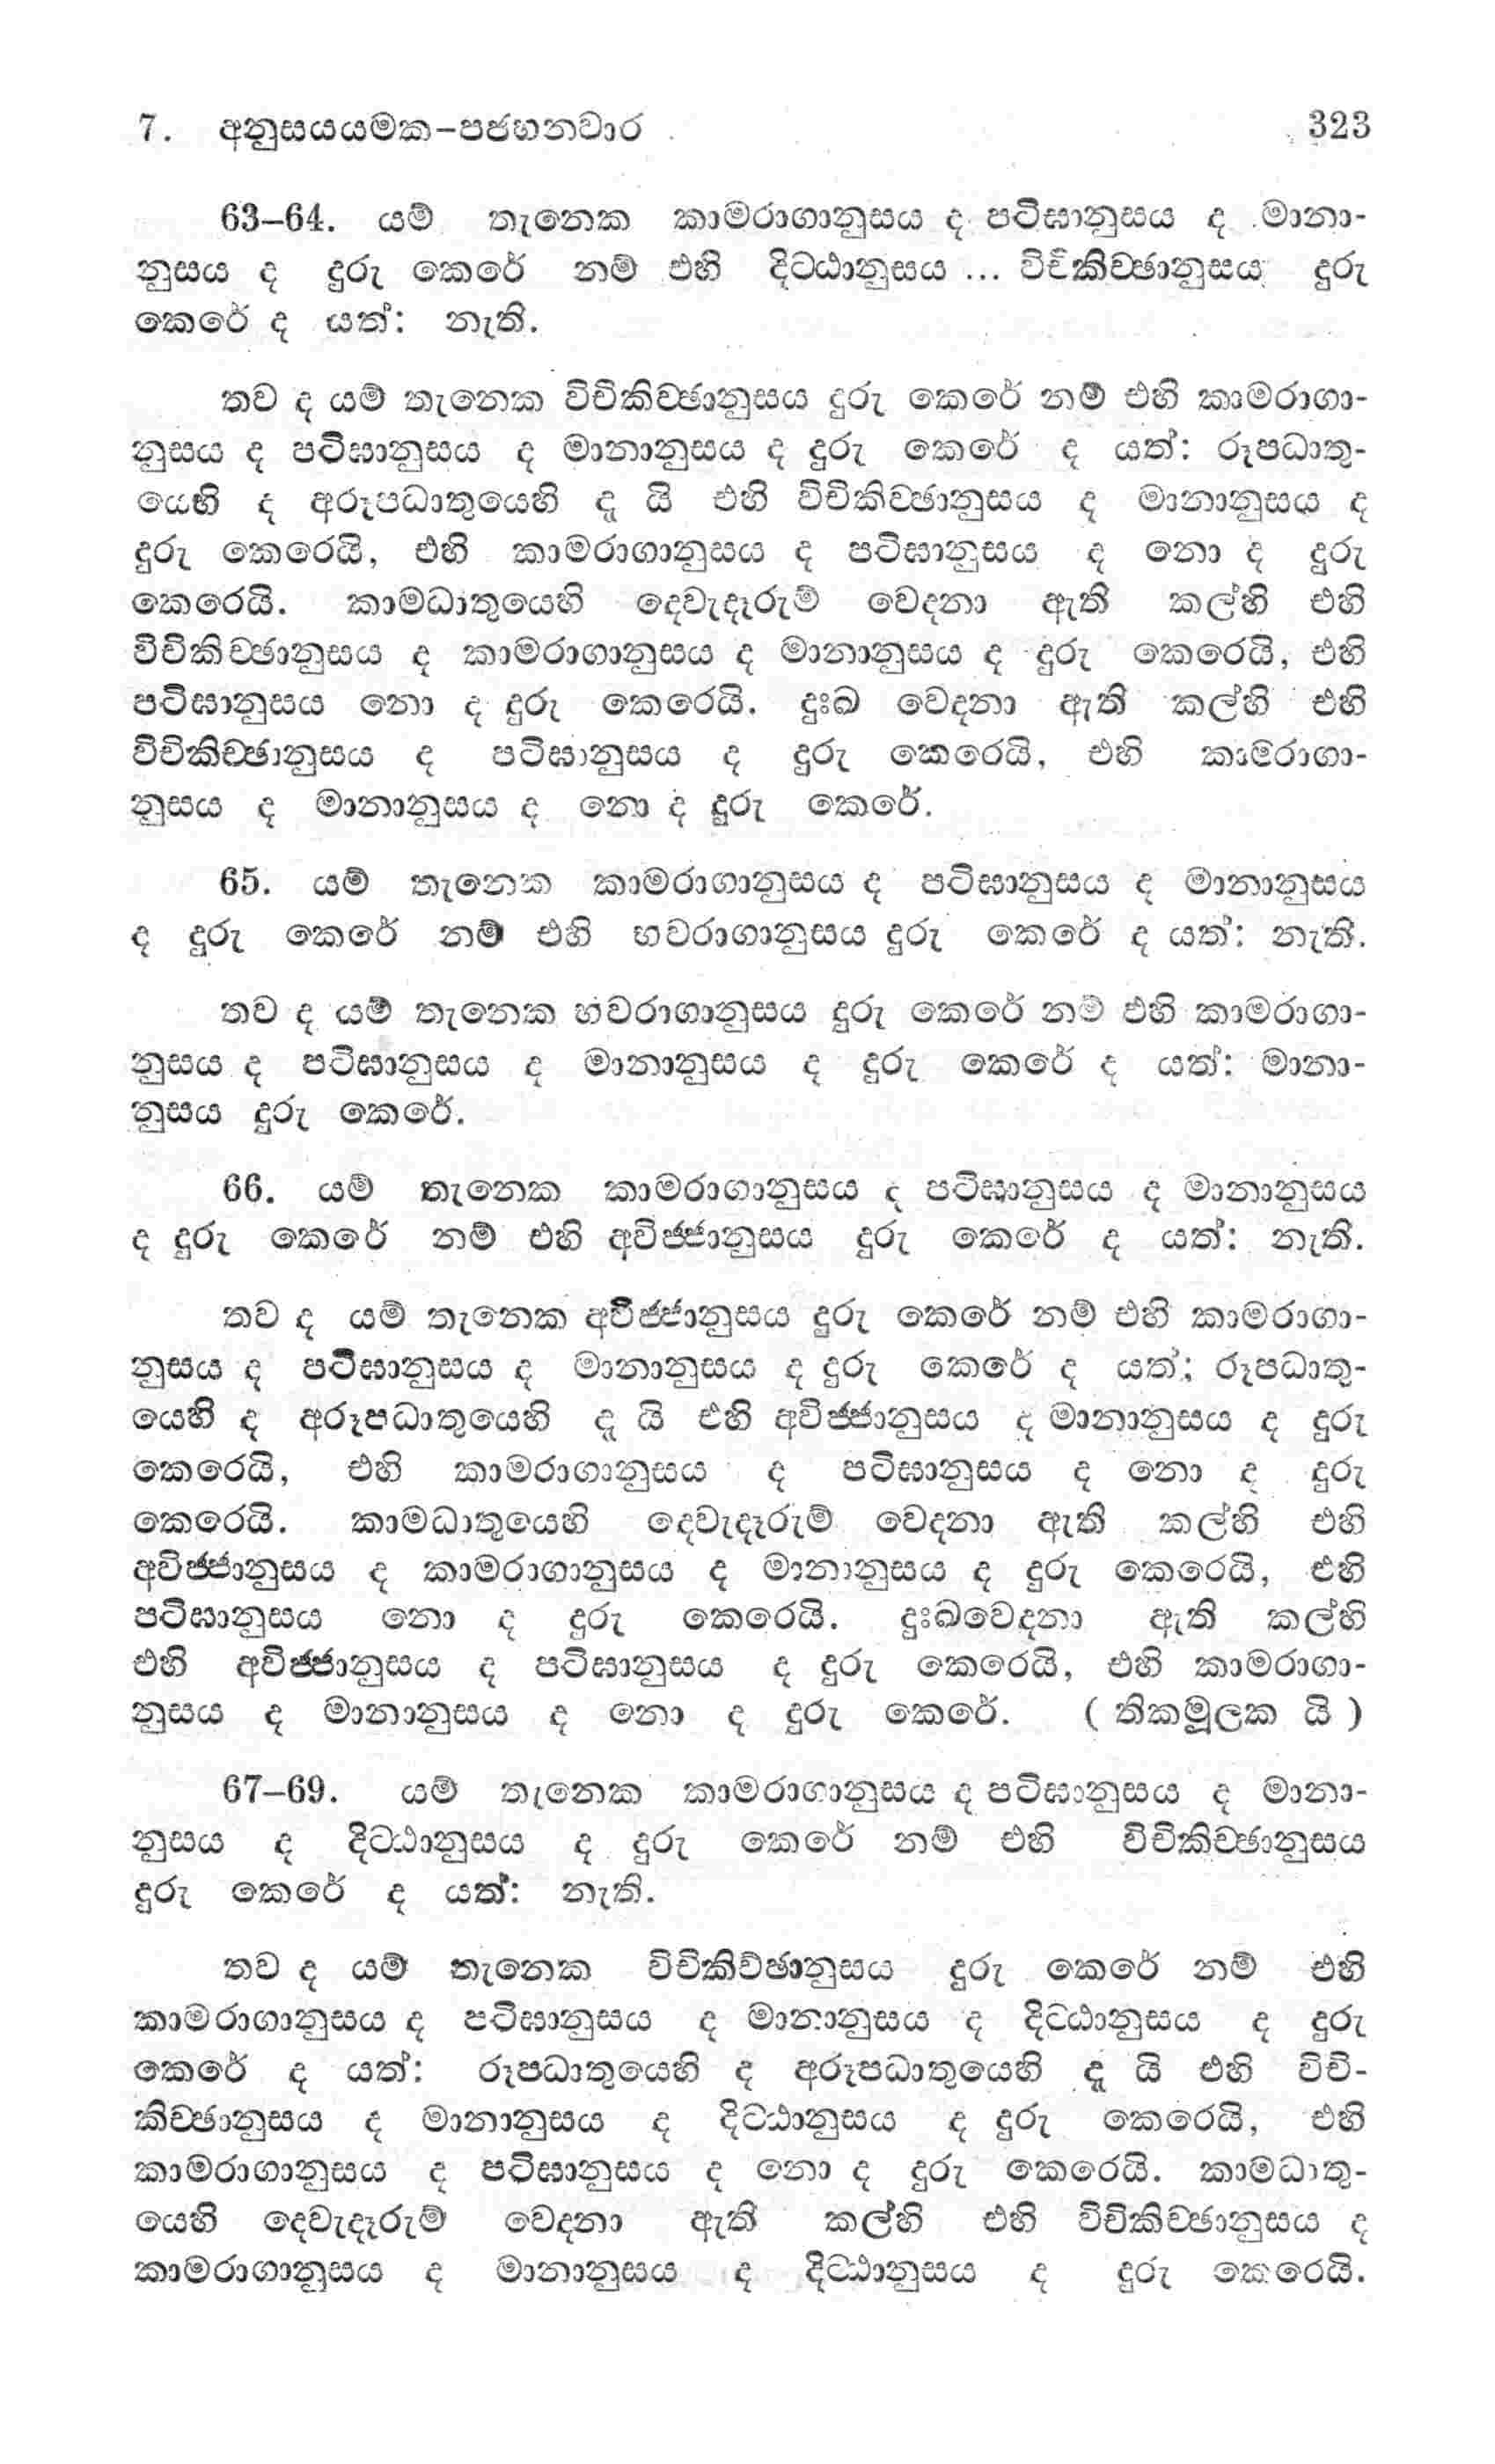 7. අනුසයයමක-පජහනවාර 323
63–64. යම් තැනෙක කාමරාගානුසය ද පටිඝානුසය ද මානා-
නුසය ද දුරු කෙරේ නම් එහි දිට්ඨානුසය ... විචිකිච්ඡානුසය දුරු
කෙරේ ද යත්: නැති.
තව ද යම් තැනෙක විචිකිච්ඡානුසය දුරු කෙරේ නම් එහි කාමරාගා-
නුසය ද පටිඝානුසය ද මානානුසය ද දුරු කෙරේ ද යත්: රූපධාතු-
යෙහි ද අරූපධාතුයෙහි දු යි එහි විචිකිච්ඡානුසය ද මානානුසය ද
දුරු කෙරෙයි, එහි කාමරාගානුසය ද පටිඝානුසය ද නො ද දුරු
කෙරෙයි. කාමධාතුයෙහි දෙවැදෑරුම් වෙදනා ඇති කල්හි එහි
විචිකිච්ඡානුසය ද කාමරාගානුසය ද මානානුසය ද දුරු කෙරෙයි, එහි
පටිඝානුසය නො ද දුරු කෙරෙයි. දුඃඛ වෙදනා ඇති කල්හි එහි
විචිකිච්ඡානුසය ද පටිඝානුසය ද දුරු කෙරෙයි, එහි කාමරාගා-
නුසය ද මානානුසය ද නො ද දුරු කෙරේ.
65. යම් තැනෙක කාමරාගානුසය ද පටිඝානුසය ද මානානුසය
ද දුරු කෙරේ නම් එහි භවරාගානුසය දුරු කෙරේ ද යත්: නැති.
තව ද යම් තැනෙක භවරාගානුසය දුරු කෙරේ නම් එහි කාමරාගා-
නුසය ද පටිඝානුසය ද මානානුසය ද දුරු කෙරේ ද යත්: මානා-
නුසය දුරු කෙරේ.
66. යම් තැනෙක කාමරාගානුසය ද පටිඝානුසය ද මානානුසය
ද දුරු කෙරේ නම් එහි අවිජ්ජානුසය දුරු කෙරේ ද යත්: නැති.
තව ද යම් තැනෙක අවිජ්ජානුසය දුරු කෙරේ නම් එහි කාමරාගා-
නුසය ද පටිඝානුසය ද මානානුසය ද දුරු කෙරේ ද යත්; රූපධාතු-
යෙහි ද අරූපධාතුයෙහි දු යි එහි අවිජ්ජානුසය ද මානානුසය ද දුරු
කෙරෙයි, එහි කාමරාගානුසය ද පටිඝානුසය ද නො ද දුරු
කෙරෙයි. කාමධාතුයෙහි දෙවැදෑරුම් වෙදනා ඇති කල්හි එහි
අවිජ්ජානුසය ද කාමරාගානුසය ද මානානුසය ද දුරු කෙරෙයි, එහි
පටිඝානුසය නො ද දුරු කෙරෙයි. දුඃඛවෙදනා ඇති කල්හි
එහි අවිජ්ජානුසය ද පටිඝානුසය ද දුරු කෙරෙයි, එහි කාමරාගා-
නුසය ද මානානුසය ද නො ද දුරු කෙරේ. ( තිකමූලක යි )
67–69. යම් තැනෙක කාමරාගානුසය ද පටිඝානුසය ද මානා-
නුසය ද දිට්ඨානුසය ද දුරු කෙරේ නම් එහි විචිකිච්ඡානුසය
දුරු කෙරේ ද යත්: නැති.
තව ද යම් තැනෙක විචිකිච්ඡානුසය දුරු කෙරේ නම් එහි
කාමරාගානුසය ද පටිඝානුසය ද මානානුසය ද දිට්ඨානුසය ද දුරු
කෙරේ ද යත්: රූපධාතුයෙහි ද අරූපධාතුයෙහි දු යි එහි විචි-
කිච්ඡානුසය ද මානානුසය ද දිට්ඨානුසය ද දුරු කෙරෙයි, එහි
කාමරාගානුසය ද පටිඝානුසය ද නො ද දුරු කෙරෙයි. කාමධාතු-
යෙහි දෙවැදෑරුම් වෙදනා ඇති කල්හි එහි විචිකිච්ඡානුසය ද
කාමරාගානුසය ද මානානුසය ද දිට්ඨානුසය ද දුරු කෙරෙයි.